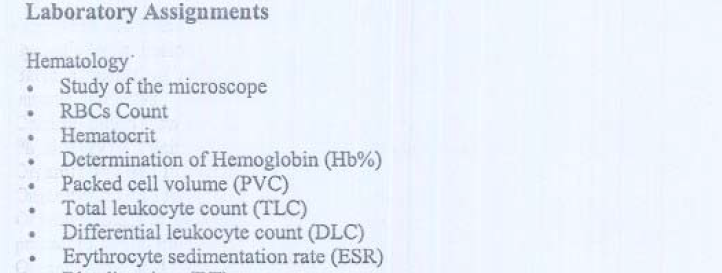 Laboratory Assignments
Hematology
• Study of the microscope
• RBCs Count
• Hematocrit
• Determination of Hemoglobin (Hb%)
• Packed cell volume (PVC)
• Total leukocyte count (TLC)
• Differential leukocyte count (DLC)
• Erythrocyte sedimentation rate (ESR)